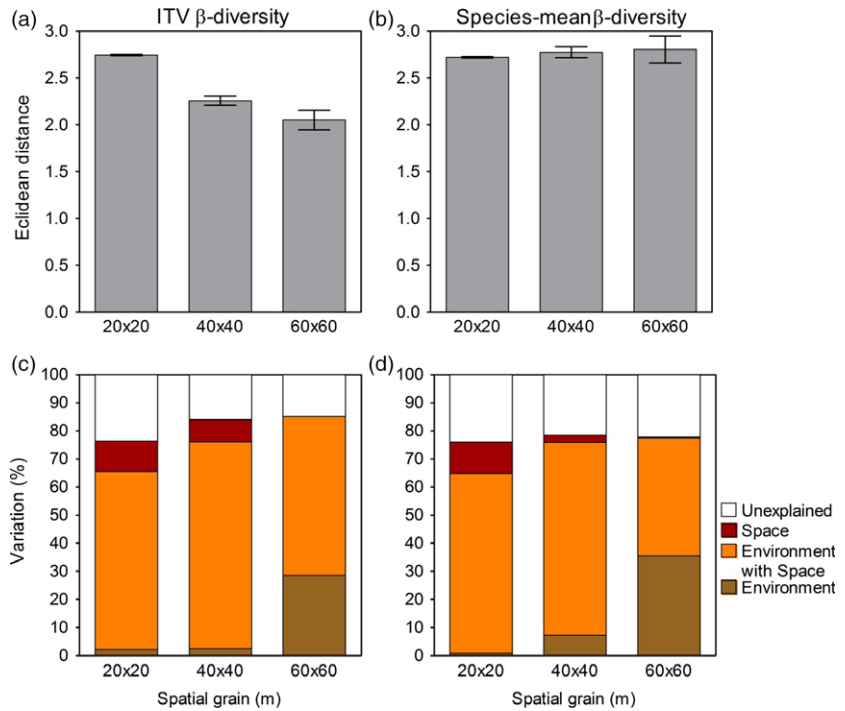 (a)
ITV β-diversity
(b)
Species-meanβ-diversity
Eclidean distance
3.0
2.5
2.0
1.5
1.0
0.5
0.0
20x20
40x40
60x60
3.0
2.5
2.0
1.5
1.0
0.5
0.0
20x20
40x40
60x60
(c)
Variation (%)
100
90
80
70
60
50
40
30
20
10
0
20x20
40x40
60x60
Spatial grain (m)
(d)
100
90
80
70
60
50
40
30
20
10
0
20x20
40x40
60x60
Spatial grain (m)
Unexplained
Space
Environment
with Space
Environment